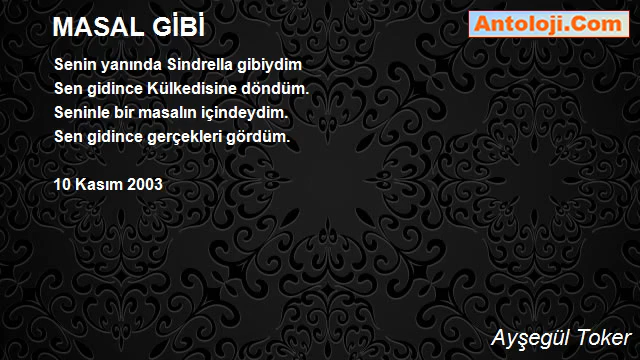 MASAL GİBİ
Antoloji.Com
Senin yanında Sindrella gibiydim
Sen gidince Külkedisine döndüm.
Seninle bir masalın içindeydim.
Sen gidince gerçekleri gördüm.
10 Kasım 2003
Ayşegül Toker